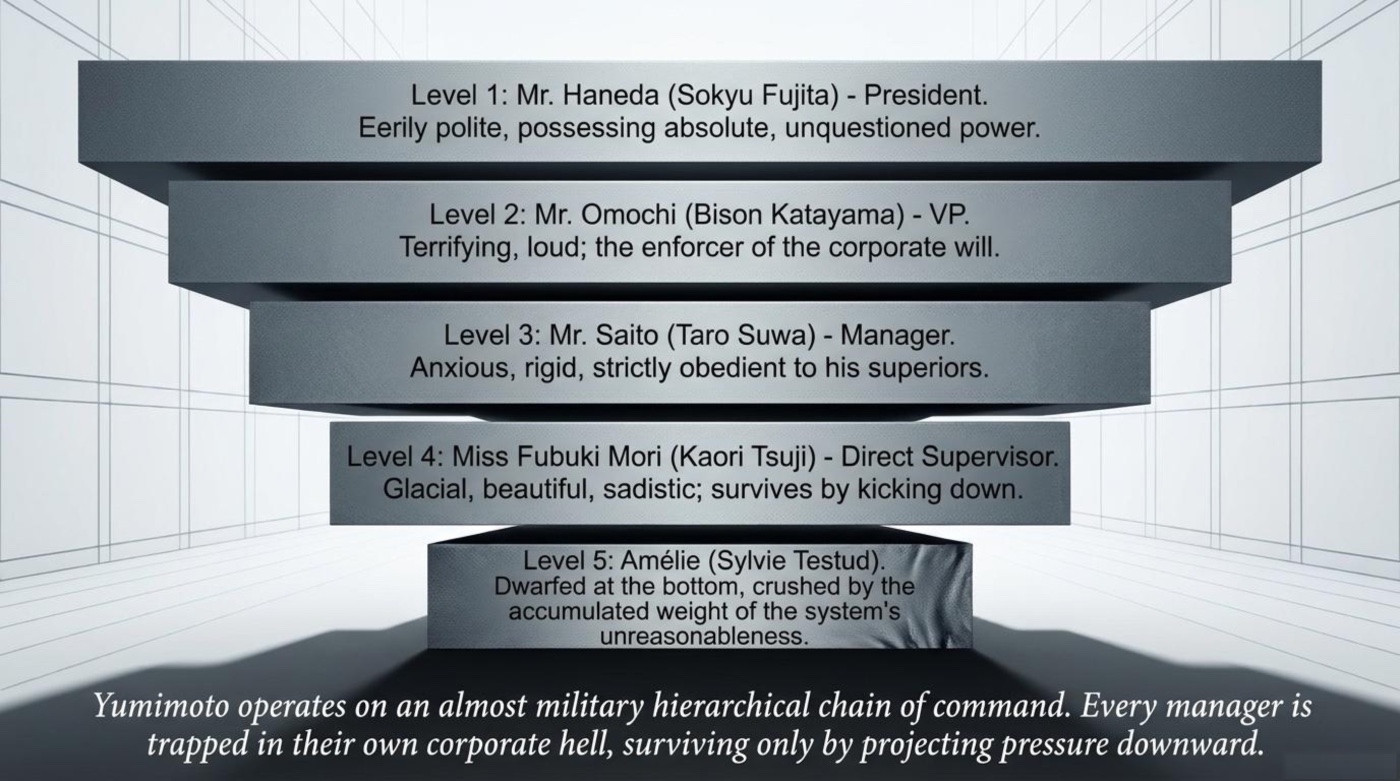 Level 1: Mr. Haneda (Sokyu Fujita) - President.
Eerily polite, possessing absolute, unquestioned power.
Level 2: Mr. Omochi (Bison Katayama) - VP.
Terrifying, loud; the enforcer of the corporate will.
Level 3: Mr. Saito (Taro Suwa) - Manager.
Anxious, rigid, strictly obedient to his superiors.
Level 4: Miss Fubuki Mori (Kaori Tsuji) - Direct Supervisor.
Glacial, beautiful, sadistic; survives by kicking down.
Level 5: Amélie (Sylvie Testud).
Dwarfed at the bottom, crushed by the
accumulated weight of the system's
unreasonableness.
Yumimoto operates on an almost military hierarchical chain of command. Every manager is
trapped in their own corporate hell, surviving only by projecting pressure downward.